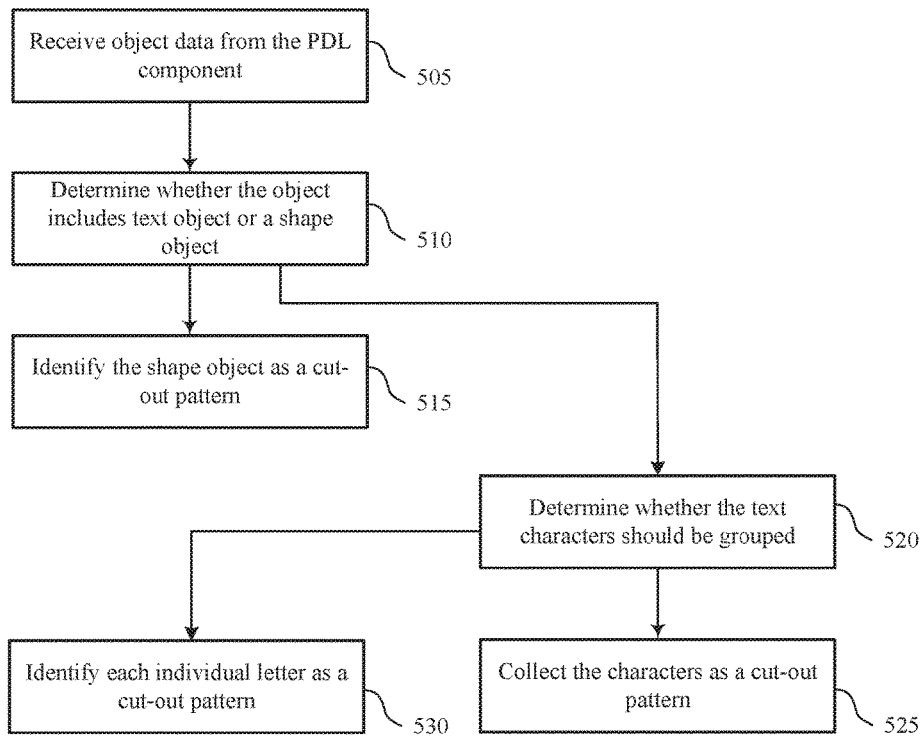 Receive object data from the PDL
component
505
Determine whether the object
includes text object or a shape
object
510
Identify the shape object as a cut-
out pattern
515
Determine whether the text
characters should be grouped
520
Identify each individual letter as a
cut-out pattern
530
Collect the characters as a cut-out
pattern
525